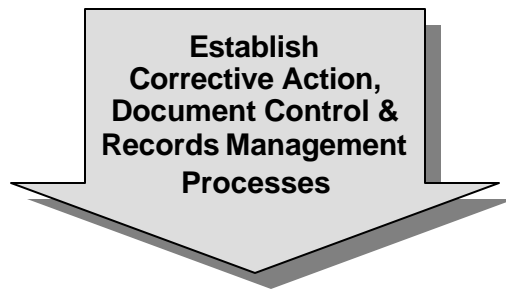 Establish
Corrective Action,
Document Control &
Records Management
Processes